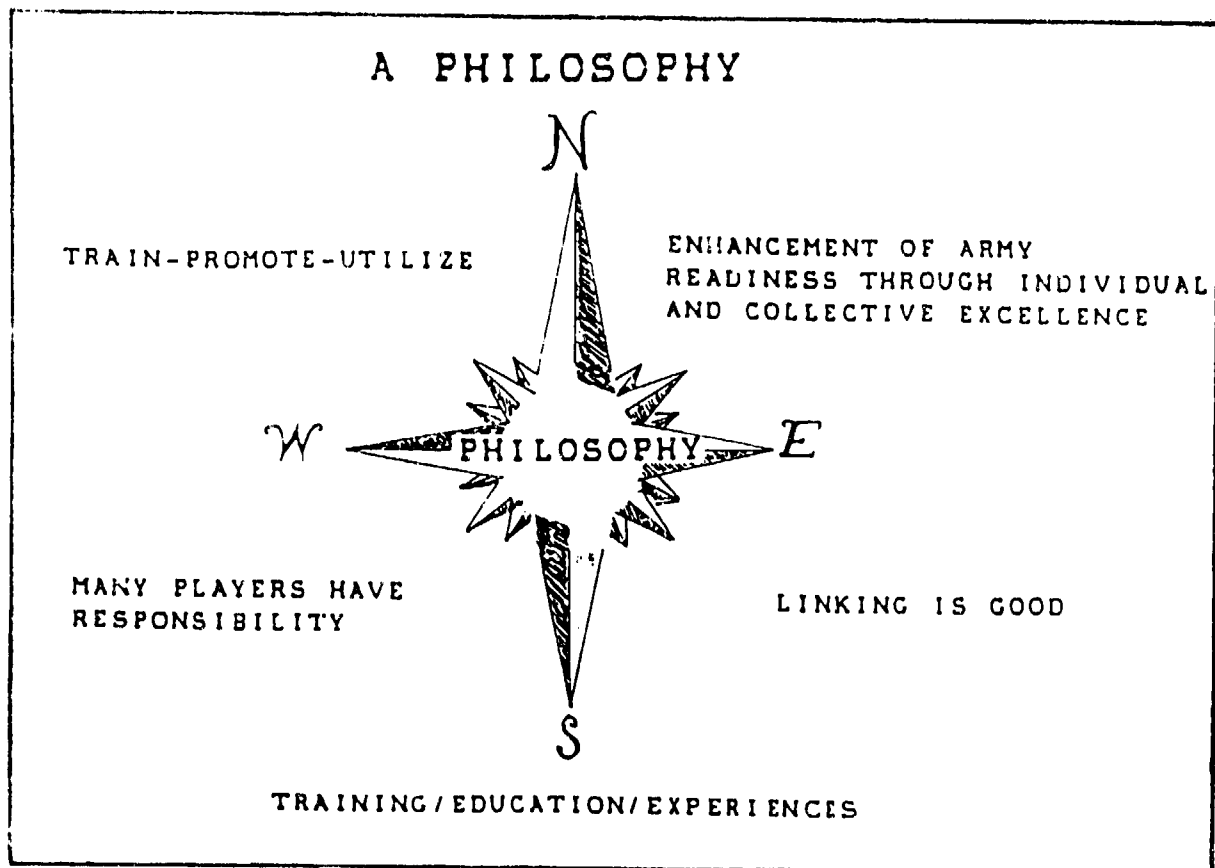 A PHILOSOPHY
N
TRAIN-PROMOTE-UTILIZE
ENHANCEMENT OF ARMY
READINESS THROUGH INDIVIDUAL
AND COLLECTIVE EXCELLENCE
W
PHILOSOPHY
E
MANY PLAYERS HAVE
RESPONSIBILITY
LINKING IS GOOD
S
TRAINING/EDUCATION/EXPERIENCES